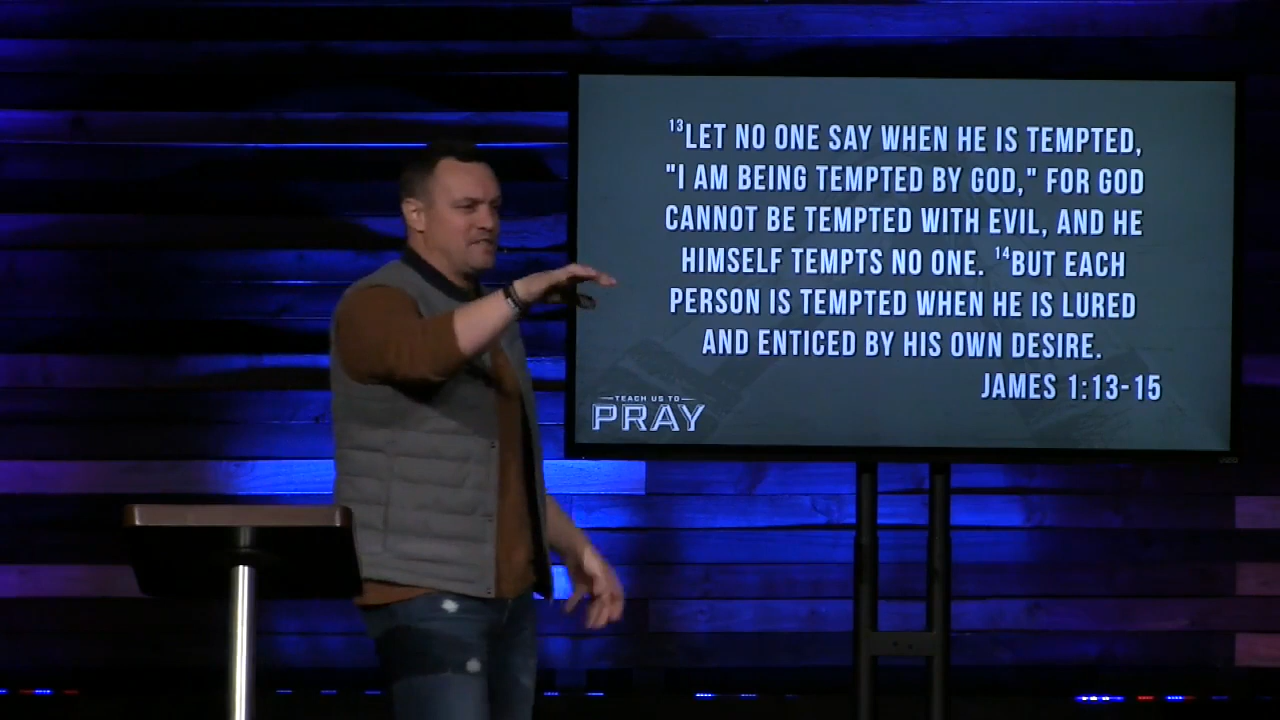 ¹³LET NO ONE SAY WHEN HE IS TEMPTED,
"I AM BEING TEMPTED BY GOD," FOR GOD
CANNOT BE TEMPTED WITH EVIL, AND HE
HIMSELF TEMPTS NO ONE. ¹⁴BUT EACH
PERSON IS TEMPTED WHEN HE IS LURED
AND ENTICED BY HIS OWN DESIRE.
JAMES 1:13-15
TEACH US TO
PRAY